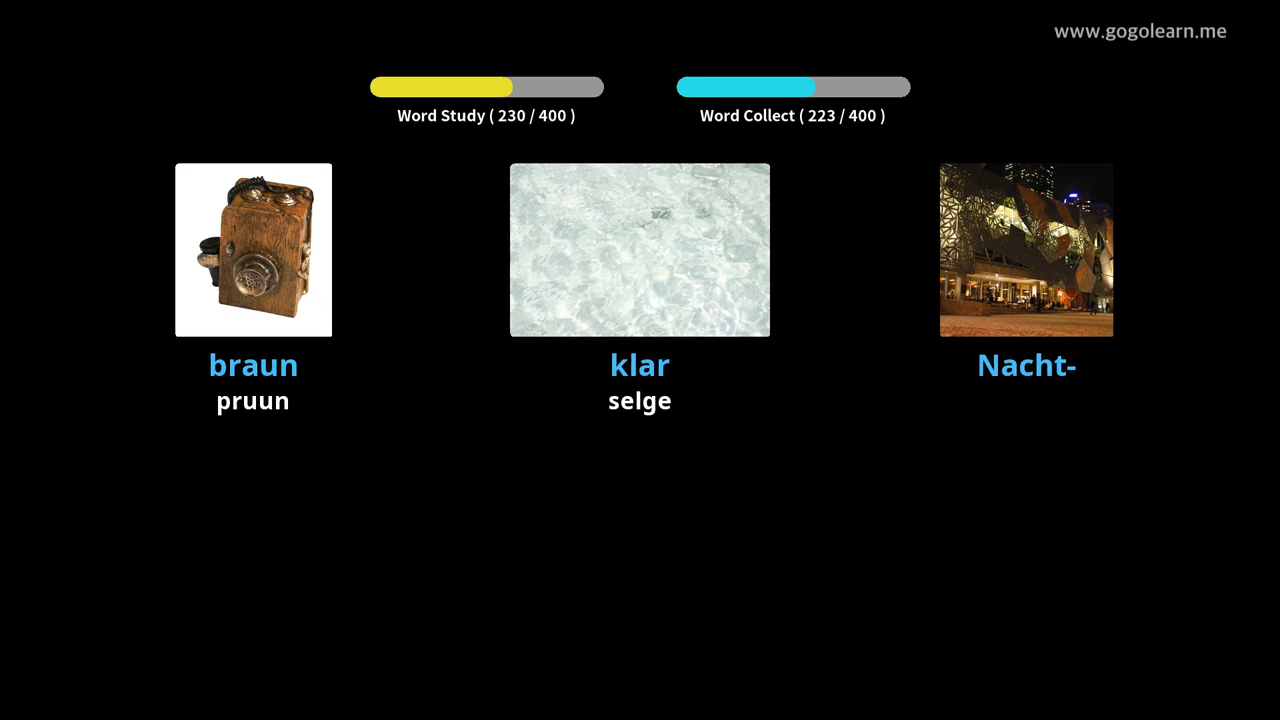 www.gogolearn.me
Word Study ( 230 / 400 )
Word Collect ( 223 / 400 )
braun
pruun
klar
selge
Nacht-